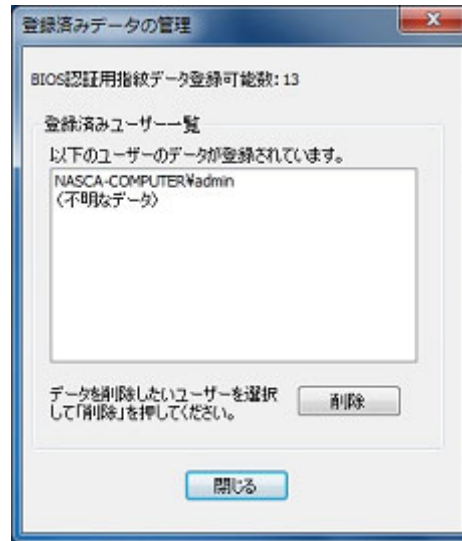 登録済みデータの管理
BIOS認証用指紋データ登録可能数: 13
登録済みユーザー一覧
以下のユーザーのデータが登録されています。
NASCA-COMPUTER¥admin
(不明なデータ)
データを削除したいユーザーを選択
して「削除」を押してください。
削除
閉じる